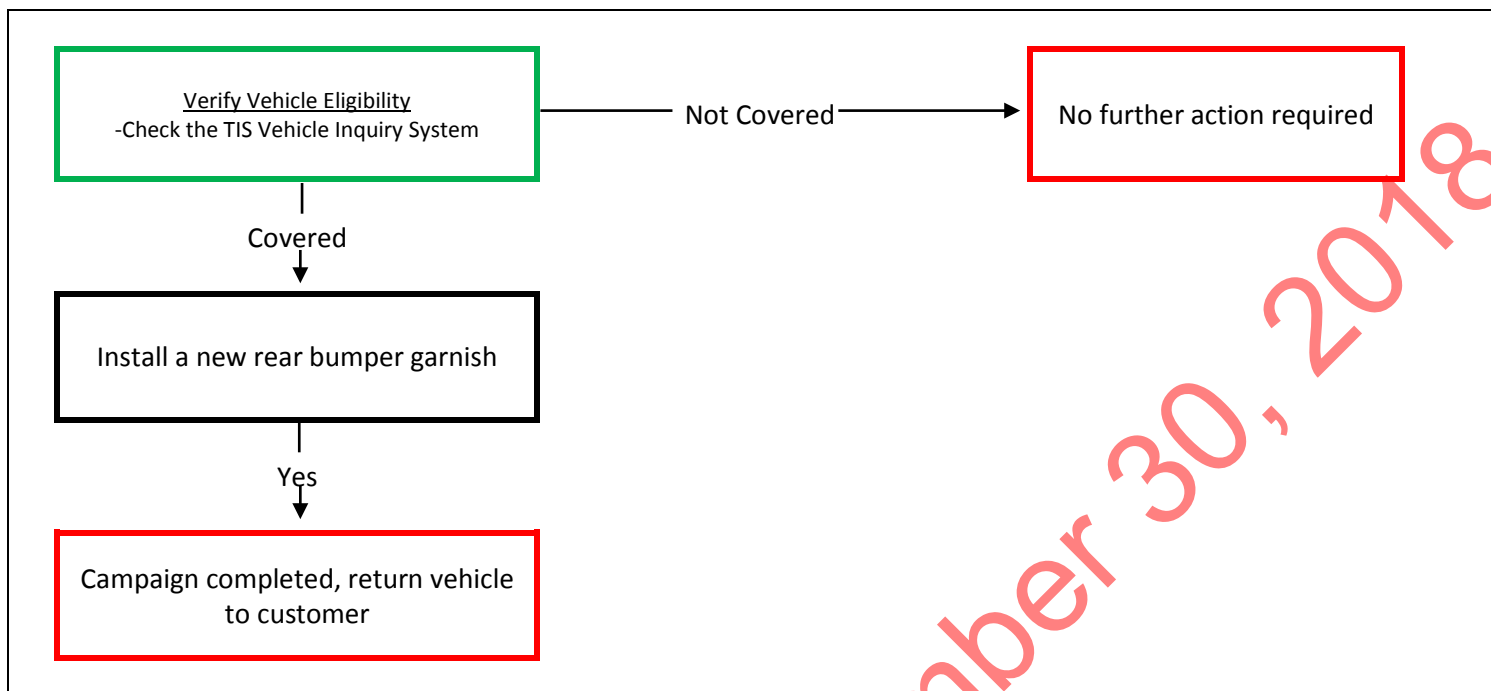 Verify Vehicle Eligibility
-Check the TIS Vehicle Inquiry System
Not Covered
No further action required
Covered
Install a new rear bumper garnish
Yes
Campaign completed, return vehicle
to customer
mber 30, 2018